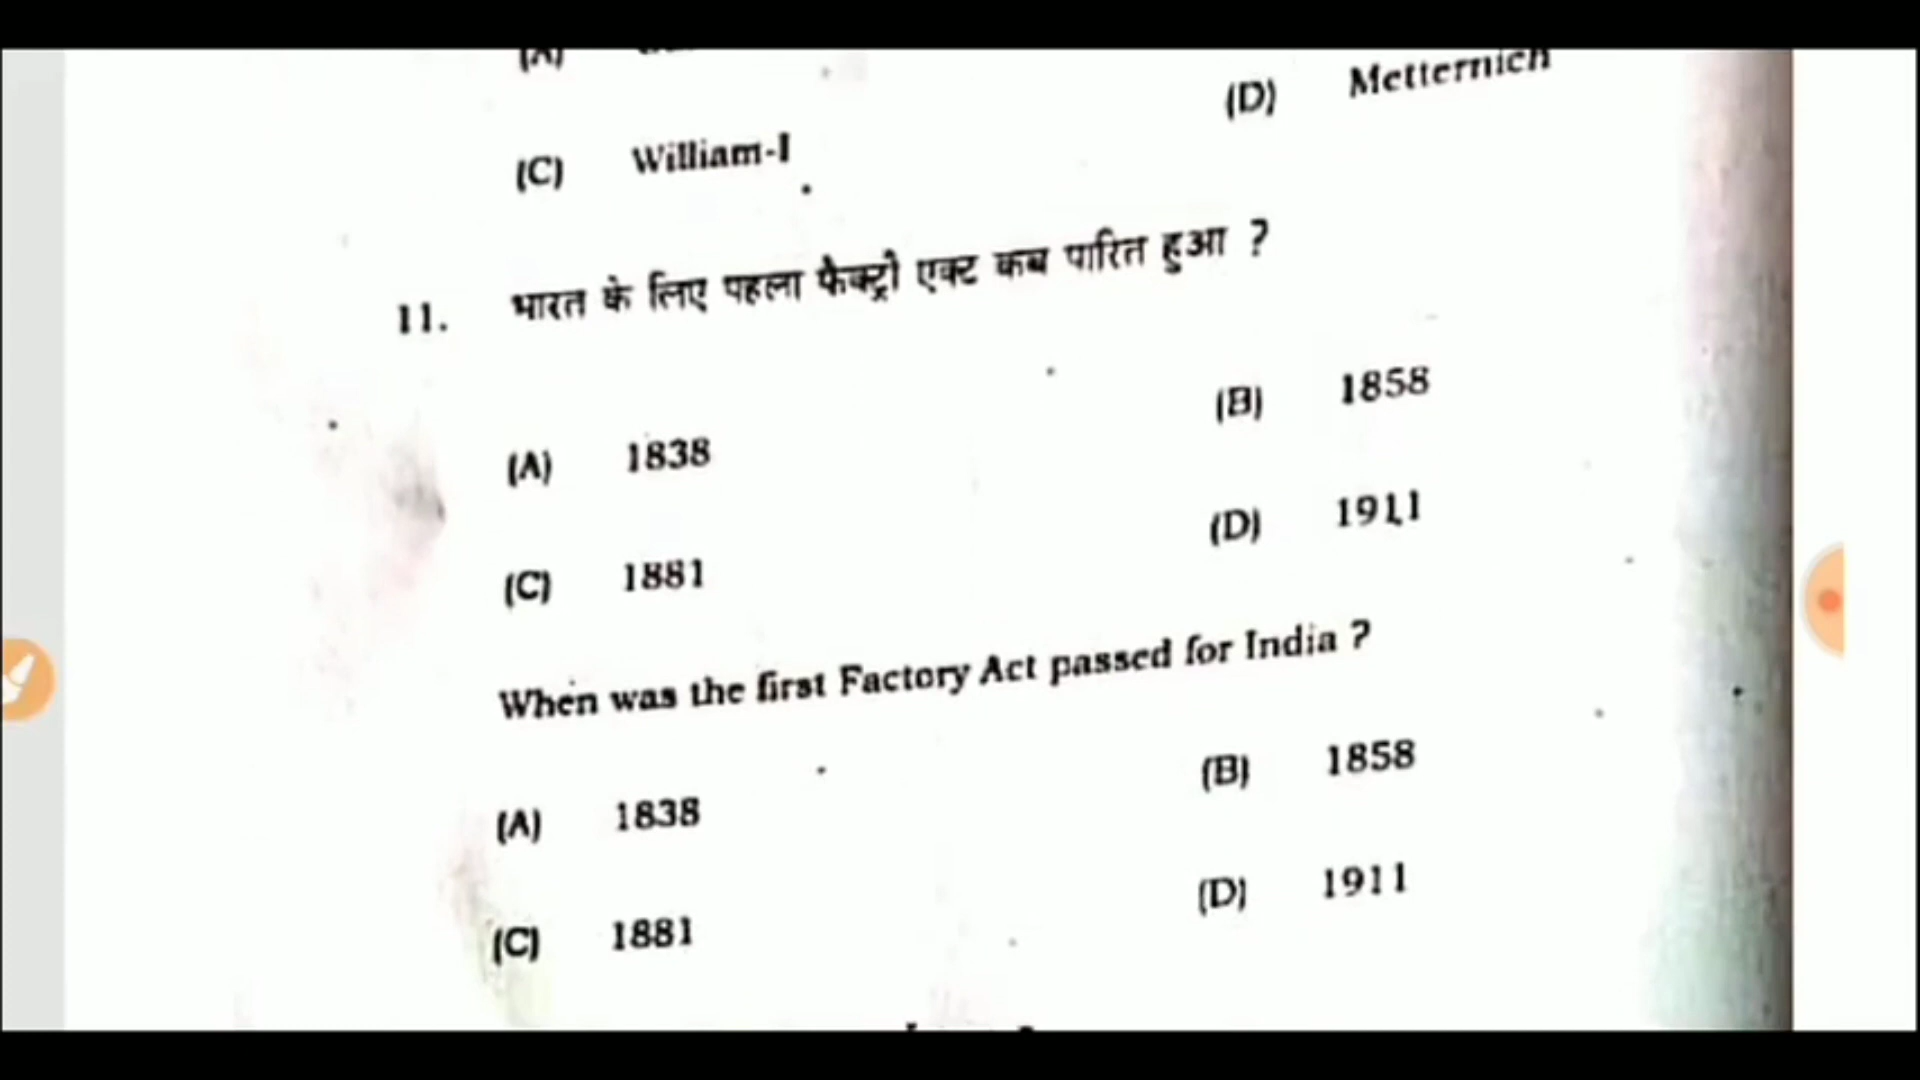 (A)
(D) Metternich
(C) William-I
11. भारत के लिए पहला फैक्ट्री एक्ट कब पारित हुआ ?
(A) 1838 (B) 1858
(C) 1881 (D) 1911
When was the first Factory Act passed for India ?
(A) 1838 (B) 1858
(C) 1881 (D) 1911